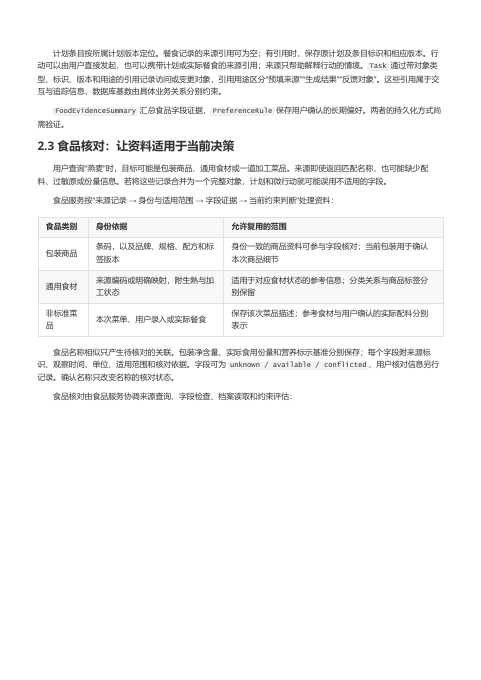 计划条目按所属计划版本定位。餐食记录的来源引用可为空；有引用时，保存原计划及条目标识和相应版本。行
动可以由用户直接发起，也可以携带计划或实际餐食的来源引用；来源只帮助解释行动的情境。Task 通过带对象类
型、标识、版本和用途的引用记录访问或变更对象，引用用途区分“预填来源”“生成结果”“反馈对象”。这些引用属于交
互与追踪信息，数据库基数由具体业务关系分别约束。
FoodEvidenceSummary 汇总食品字段证据，PreferenceRule 保存用户确认的长期偏好。两者的持久化方式尚
需验证。
2.3 食品核对：让资料适用于当前决策
用户查询“燕麦”时，目标可能是包装商品、通用食材或一道加工菜品。来源即使返回匹配名称，也可能缺少配
料、过敏原或份量信息。若将这些记录合并为一个完整对象，计划和微行动就可能误用不适用的字段。
食品服务按“来源记录 → 身份与适用范围 → 字段证据 → 当前约束判断”处理资料：
食品类别 身份依据 允许复用的范围
包装商品 条码，以及品牌、规格、配方和标
签版本 身份一致的商品资料可参与字段核对；当前包装用于确认
本次商品细节
通用食材 来源编码或明确映射，附生熟与加
工状态 适用于对应食材状态的参考信息；分类关系与商品标签分
别保留
非标准菜
品 本次菜单、用户录入或实际餐食 保存该次菜品描述；参考食材与用户确认的实际配料分别
表示
食品名称相似只产生待核对的关联。包装净含量、实际食用份量和营养标示基准分别保存；每个字段附来源标
识、观察时间、单位、适用范围和核对依据。字段可为 unknown / available / conflicted，用户核对信息另行
记录。确认名称只改变名称的核对状态。
食品核对由食品服务协调来源查询、字段检查、档案读取和约束评估：